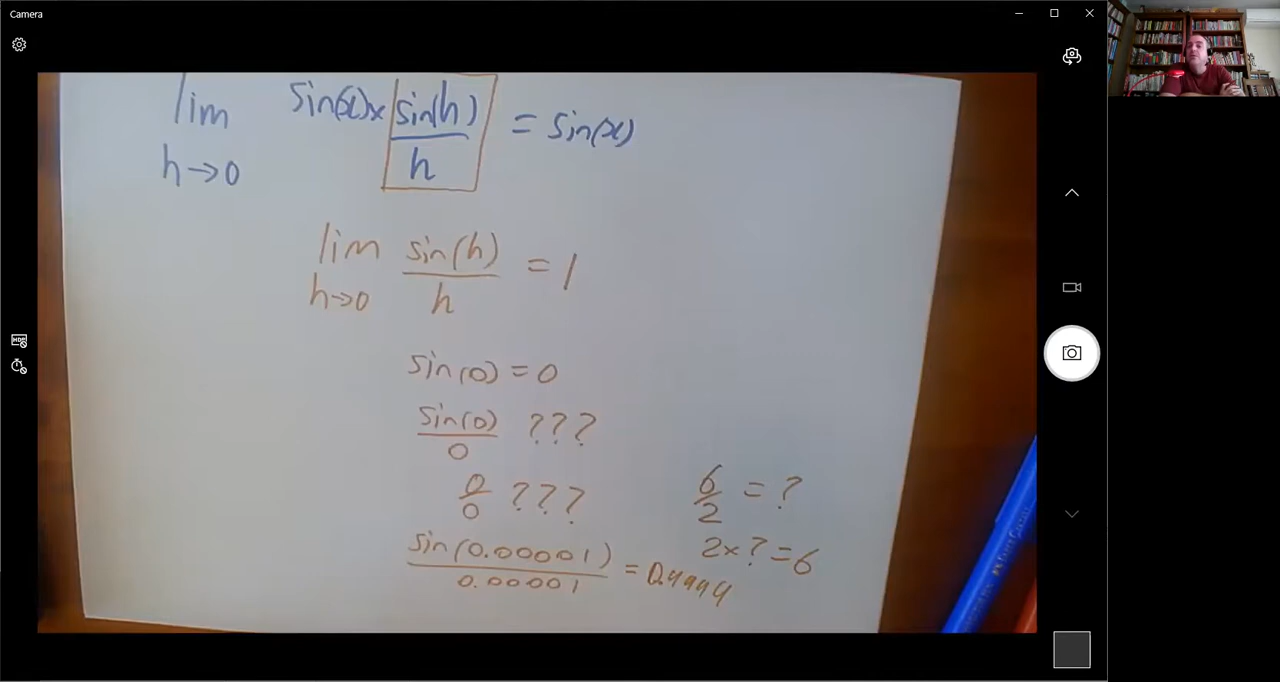 Camera
lim sin(x)x sin(h)/h = sin(x)
h→0
lim sin(h)/h = 1
h→0
sin(0) = 0
sin(0)/0 ???
0/0 ???
6/2 = ?
2x? = 6
sin(0.00001)/0.00001 = 0.9999